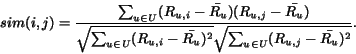 sim(i, j) = \frac{\sum_{u \in U}(R_{u,i} - \bar{R_u})(R_{u,j} - \bar{R_u})}{\sqrt{\sum_{u \in U}(R_{u,i} - \bar{R_u})^2}\sqrt{\sum_{u \in U}(R_{u,j} - \bar{R_u})^2}}.